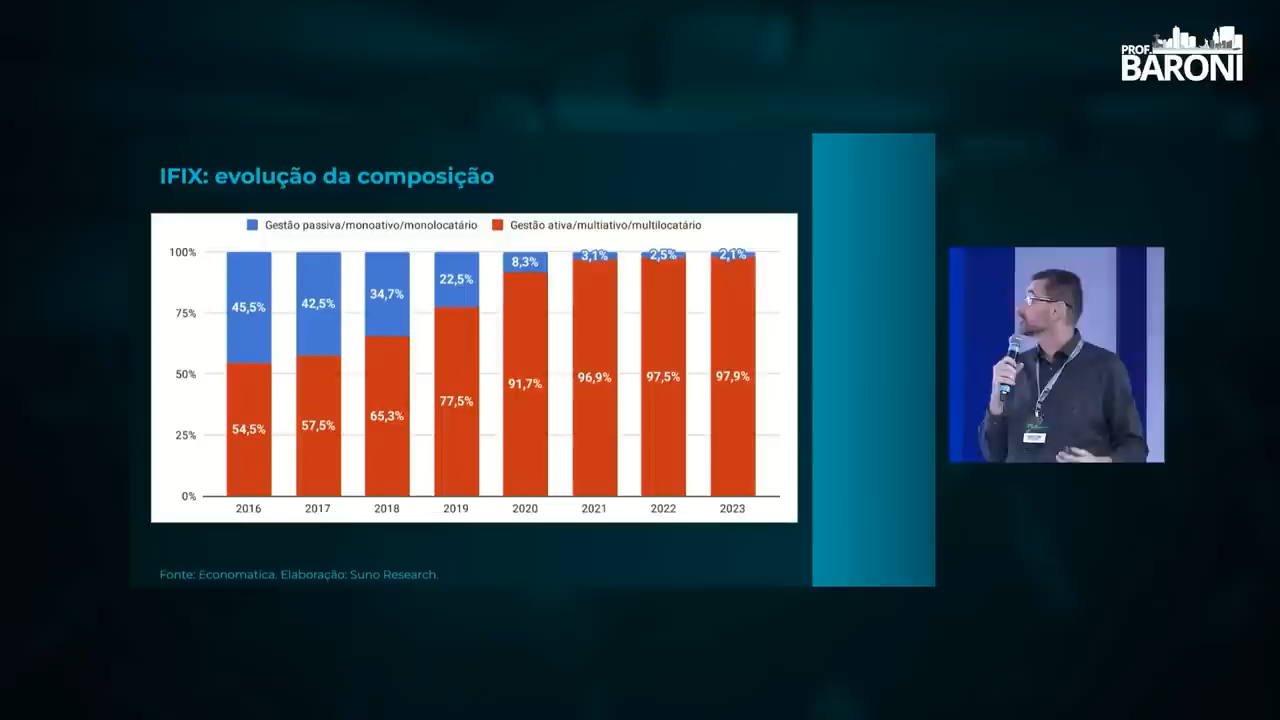 PROF.
BARONI
IFIX: evolução da composição
Gestão passiva/monoativo/monolocatário Gestão ativa/multiativo/multilocatário
100%
75%
50%
25%
0%
45,5% 42,5% 34,7% 22,5% 8,3% 3,1% 2,5% 2,1%
54,5% 57,5% 65,3% 77,5% 91,7% 96,9% 97,5% 97,9%
2016 2017 2018 2019 2020 2021 2022 2023
Fonte: Economatica. Elaboração: Suno Research.